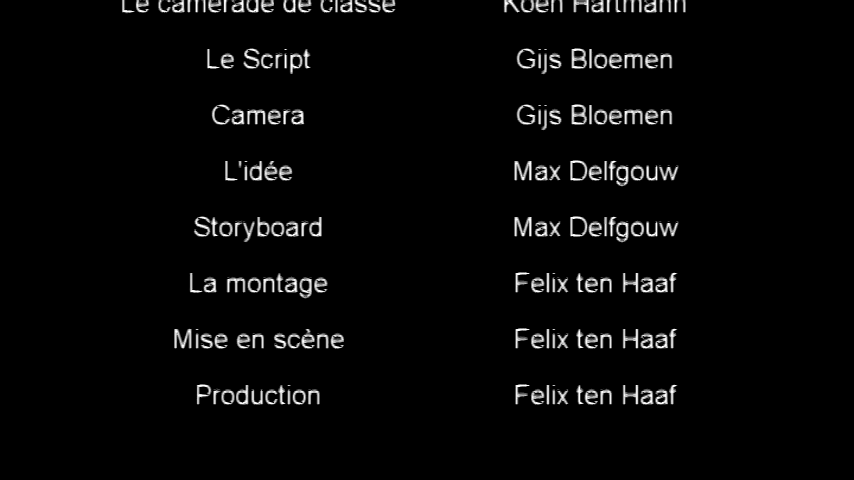 Le camerade de classe Koen Hartmann
Le Script Gijs Bloemen
Camera Gijs Bloemen
L'idée Max Delfgouw
Storyboard Max Delfgouw
La montage Felix ten Haaf
Mise en scène Felix ten Haaf
Production Felix ten Haaf